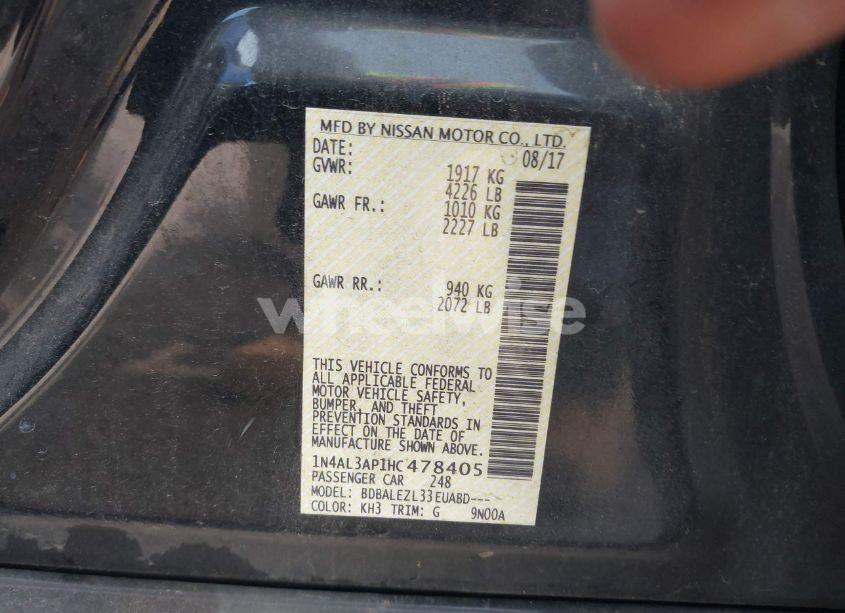 MFD BY NISSAN MOTOR CO., LTD.
DATE: 08/17
GVWR: 1917 KG
4226 LB
GAWR FR.: 1010 KG
2227 LB
GAWR RR.: 940 KG
2072 LB
wheelwise
THIS VEHICLE CONFORMS TO
ALL APPLICABLE FEDERAL
MOTOR VEHICLE SAFETY,
BUMPER, AND THEFT
PREVENTION STANDARDS IN
EFFECT ON THE DATE OF
MANUFACTURE SHOWN ABOVE.
1N4AL3AP1HC478405
PASSENGER CAR 248
MODEL: BDBALEZL33EUABD---
COLOR: KH3 TRIM: G 9N00A